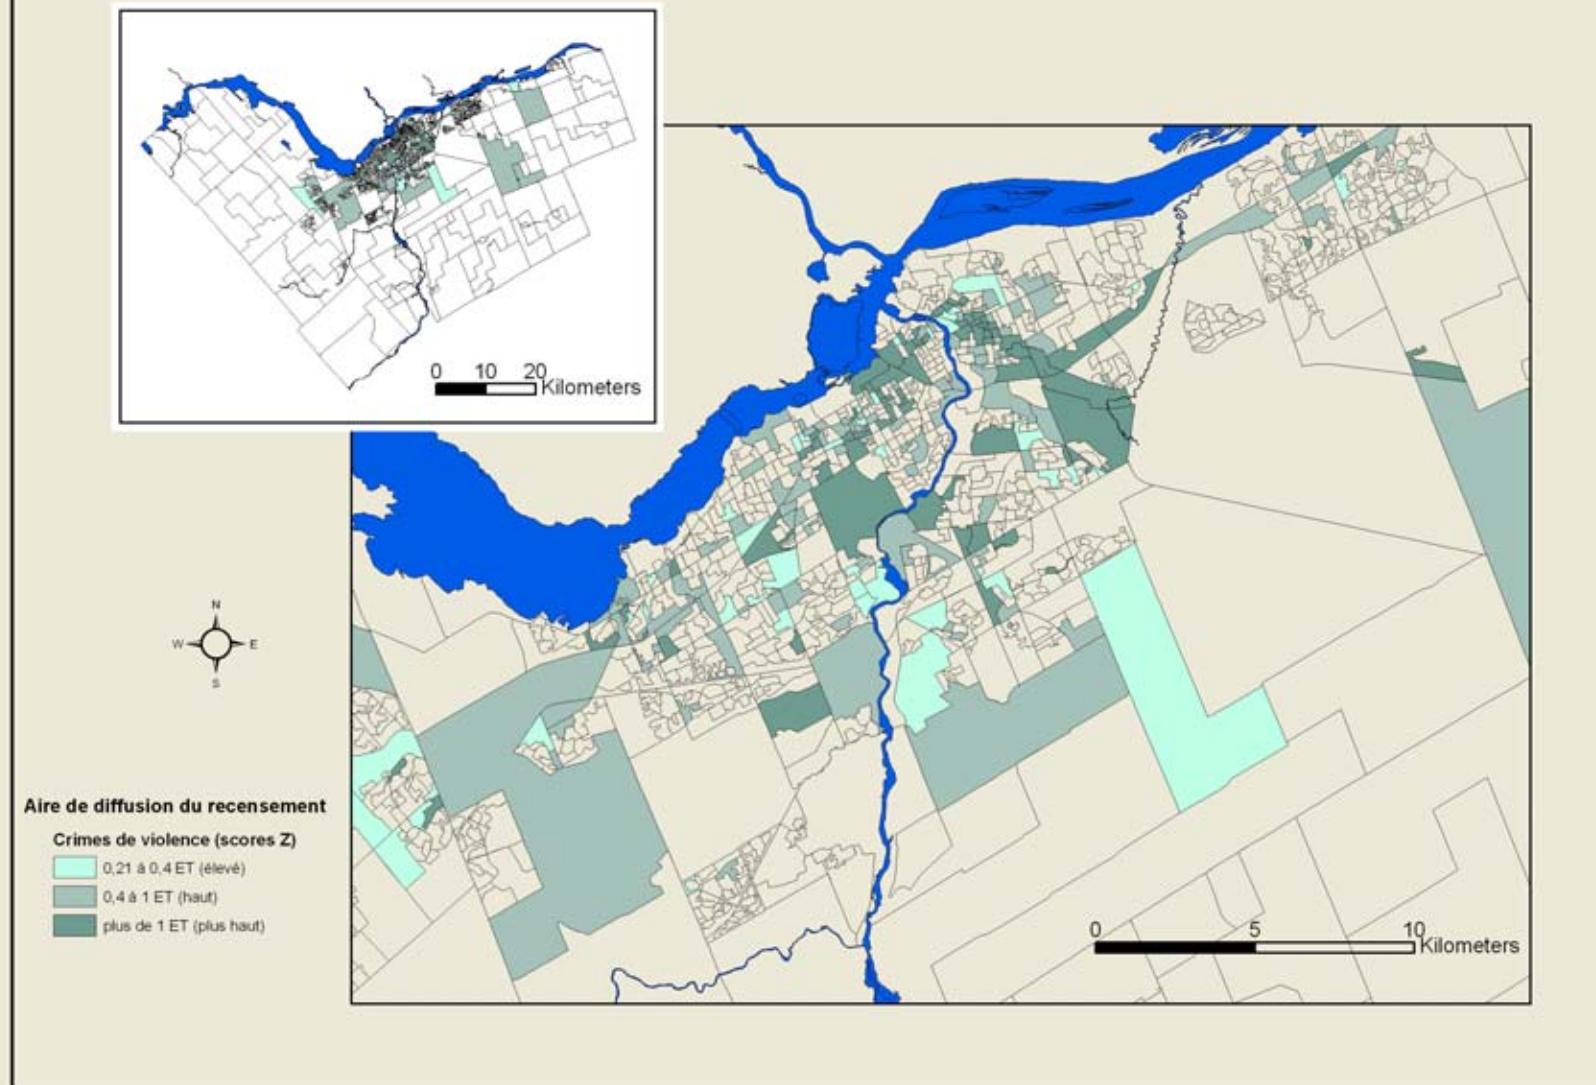 0 10 20
Kilometers
N
W E
S
Aire de diffusion du recensement
Crimes de violence (scores Z)
0,21 à 0,4 ET (élevé)
0,4 à 1 ET (haut)
plus de 1 ET (plus haut)
0 5 10
Kilometers